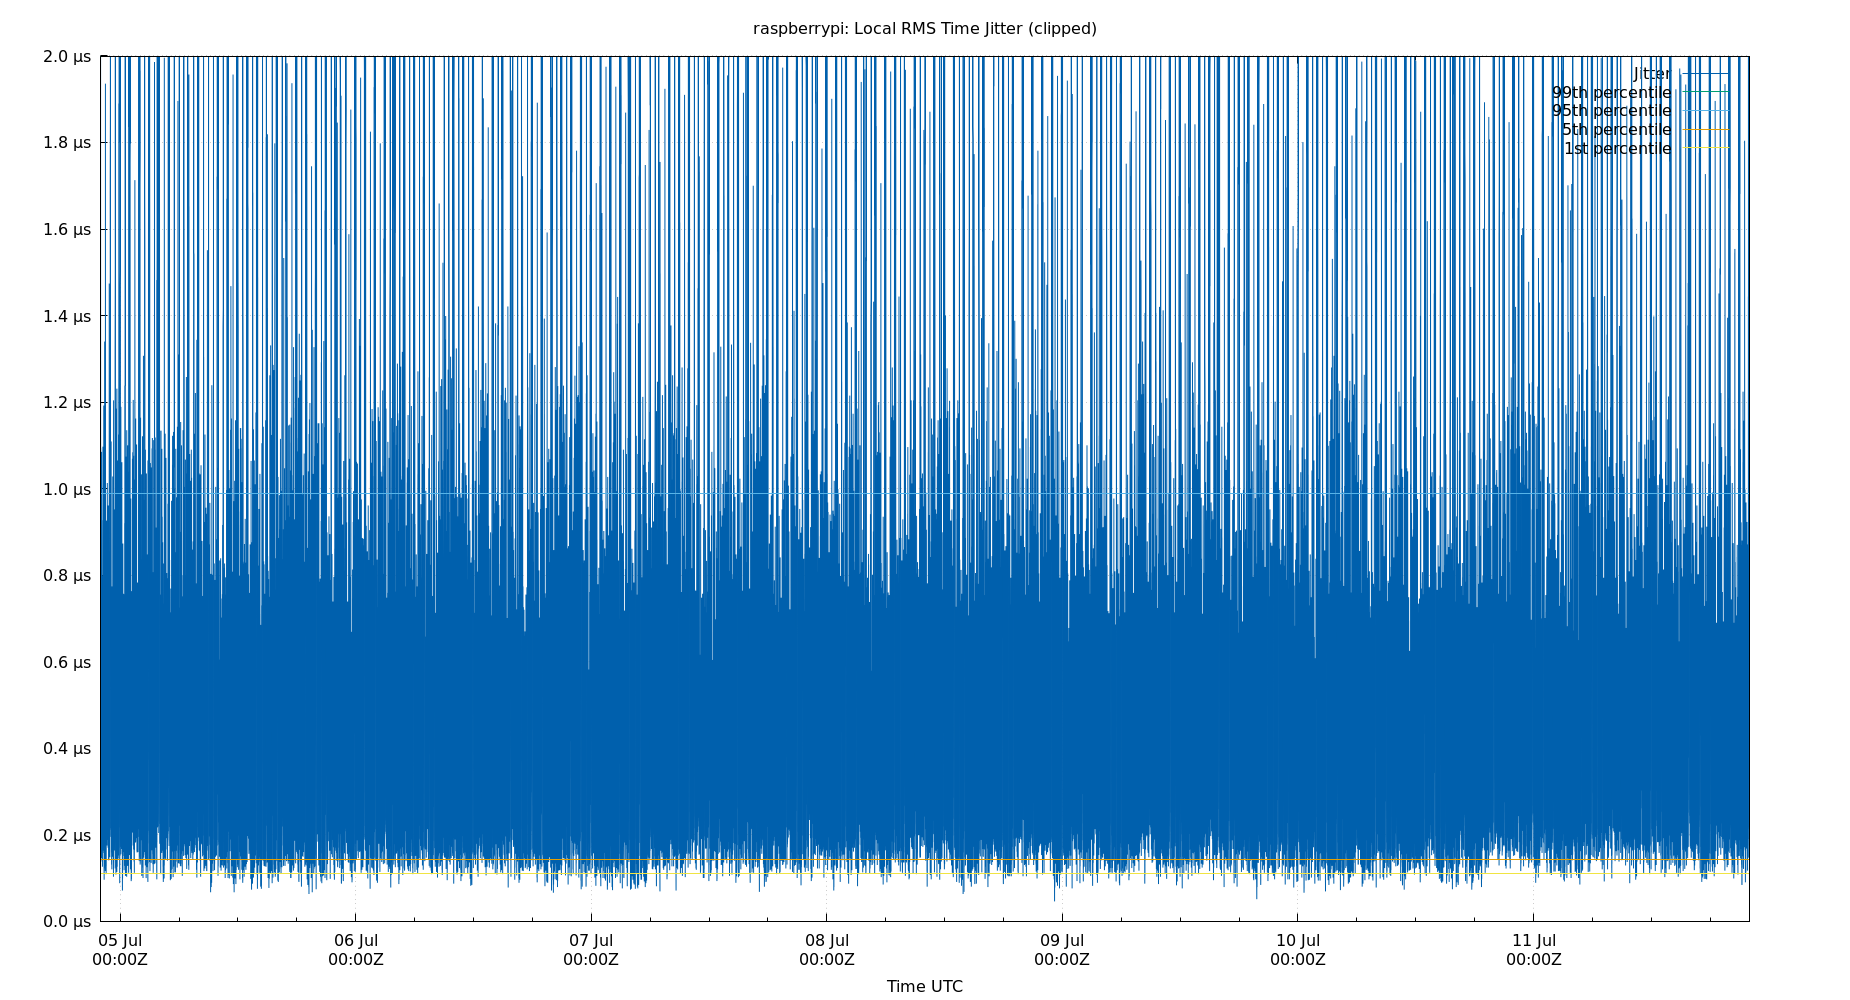 raspberrypi: Local RMS Time Jitter (clipped)
2.0 µs
1.8 µs
1.6 µs
1.4 µs
1.2 µs
1.0 µs
0.8 µs
0.6 µs
0.4 µs
0.2 µs
0.0 µs
Jitter
99th percentile
95th percentile
5th percentile
1st percentile
05 Jul
00:00Z
06 Jul
00:00Z
07 Jul
00:00Z
08 Jul
00:00Z
09 Jul
00:00Z
10 Jul
00:00Z
11 Jul
00:00Z
Time UTC